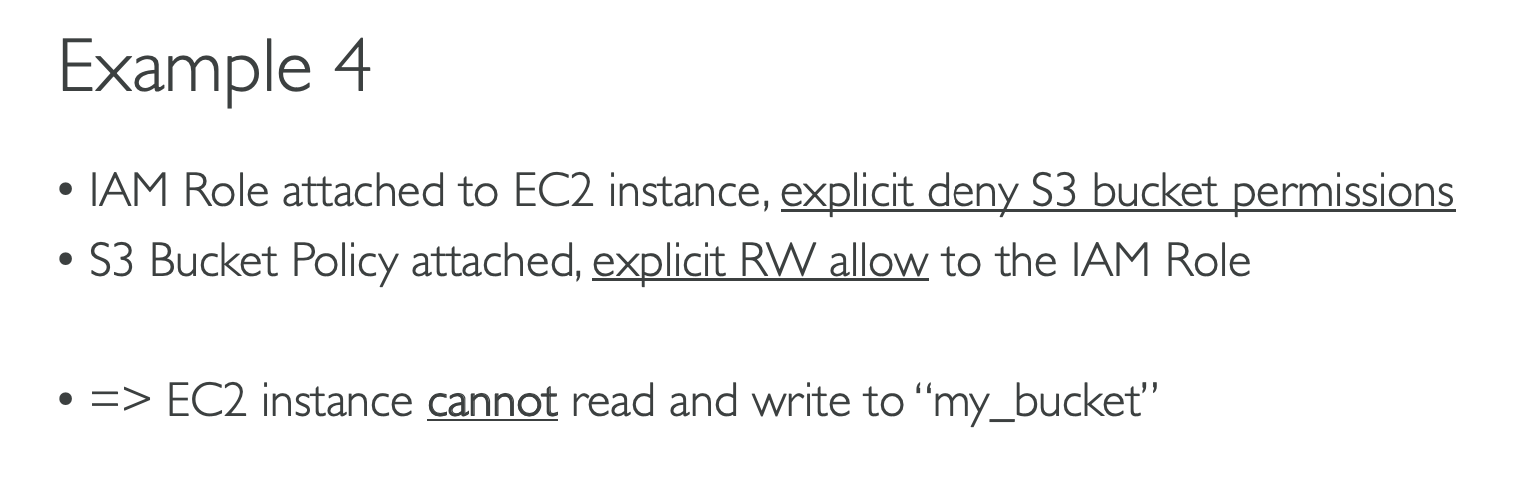 Example 4
• IAM Role attached to EC2 instance, explicit deny S3 bucket permissions
• S3 Bucket Policy attached, explicit RW allow to the IAM Role
• => EC2 instance cannot read and write to “my_bucket”